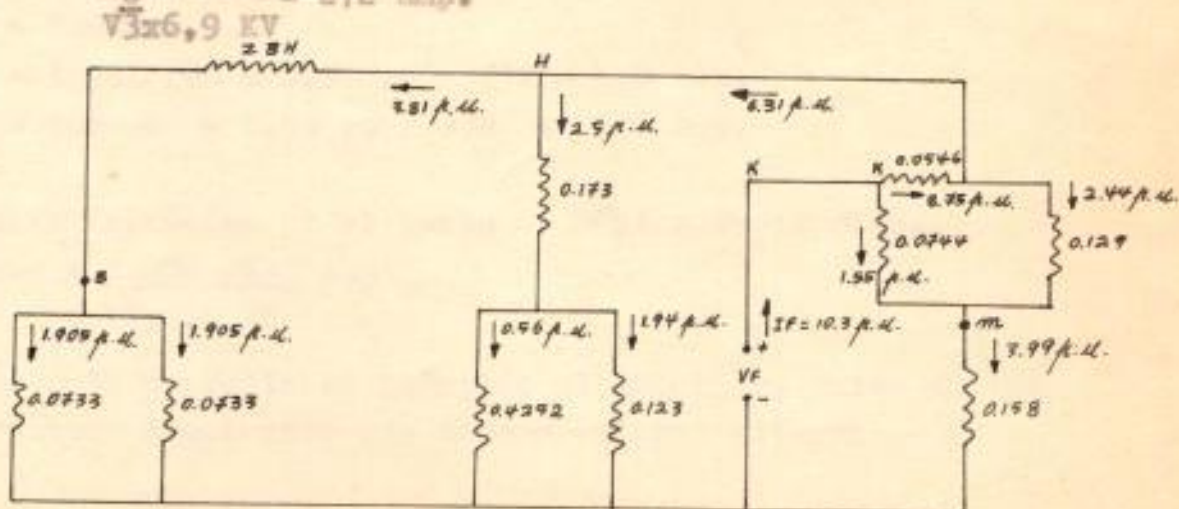 √3x6,9 KV
Z BH
H
3.81 p.u.
6.31 p.u.
2.5 p.u.
0.173
K
K
0.0546
8.75 p.u.
2.44 p.u.
0.0744
0.129
1.55 p.u.
B
1.905 p.u.
1.905 p.u.
0.56 p.u.
1.94 p.u.
IF = 10.3 p.u.
m
3.99 p.u.
+
VF
-
0.0733
0.0733
0.4292
0.123
0.158